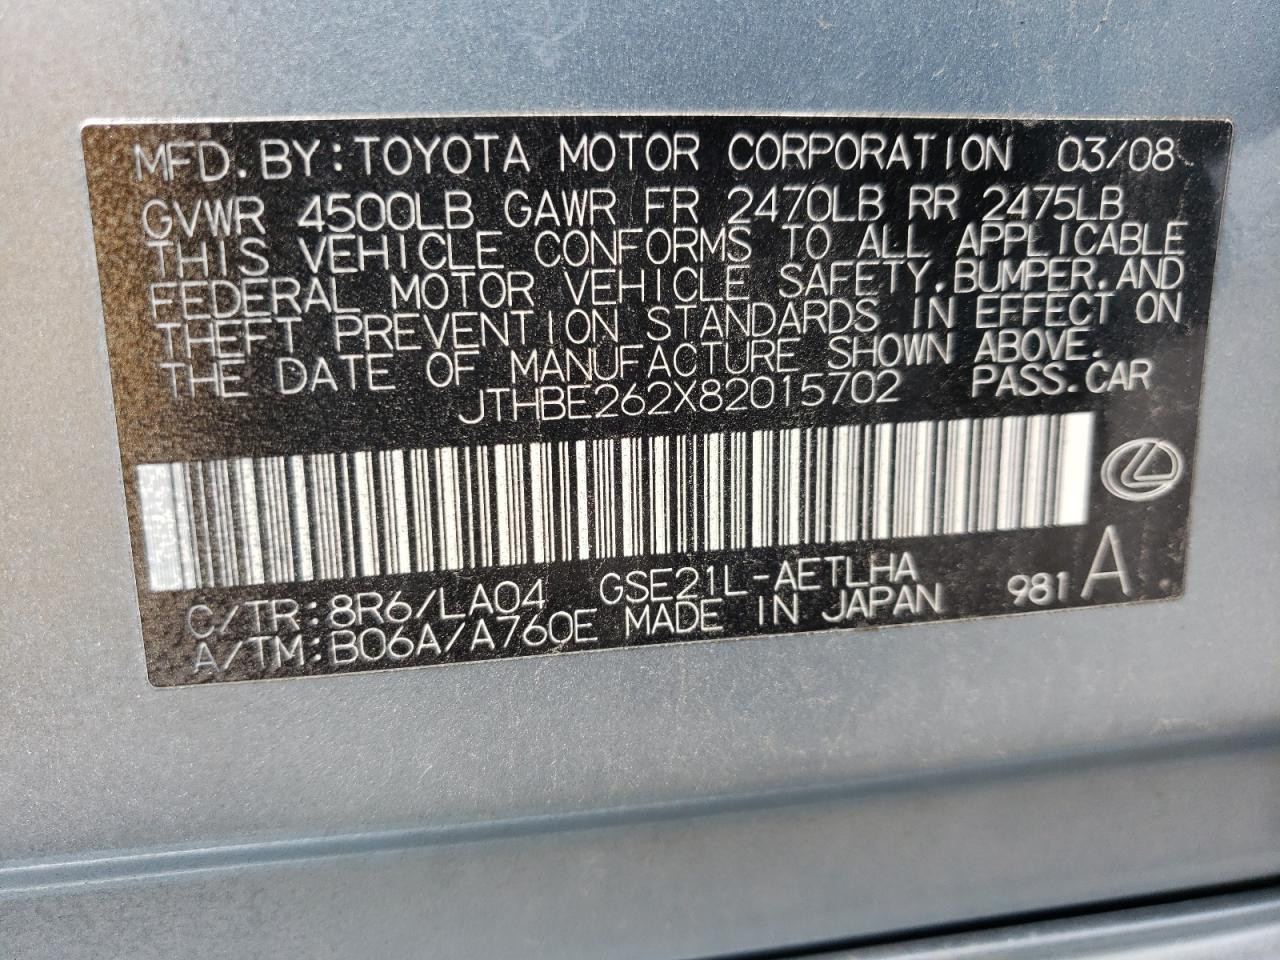 MFD. BY: TOYOTA MOTOR CORPORATION 03/08
GVWR 4500LB GAWR FR 2470LB RR 2475LB
THIS VEHICLE CONFORMS TO ALL APPLICABLE
FEDERAL MOTOR VEHICLE SAFETY, BUMPER, AND
THEFT PREVENTION STANDARDS IN EFFECT ON
THE DATE OF MANUFACTURE SHOWN ABOVE.
JTHBE262X82015702 PASS. CAR
C/TR: 8R6/LA04 GSE21L-AETLHA
A/TM: B06A/A760E MADE IN JAPAN 981 A